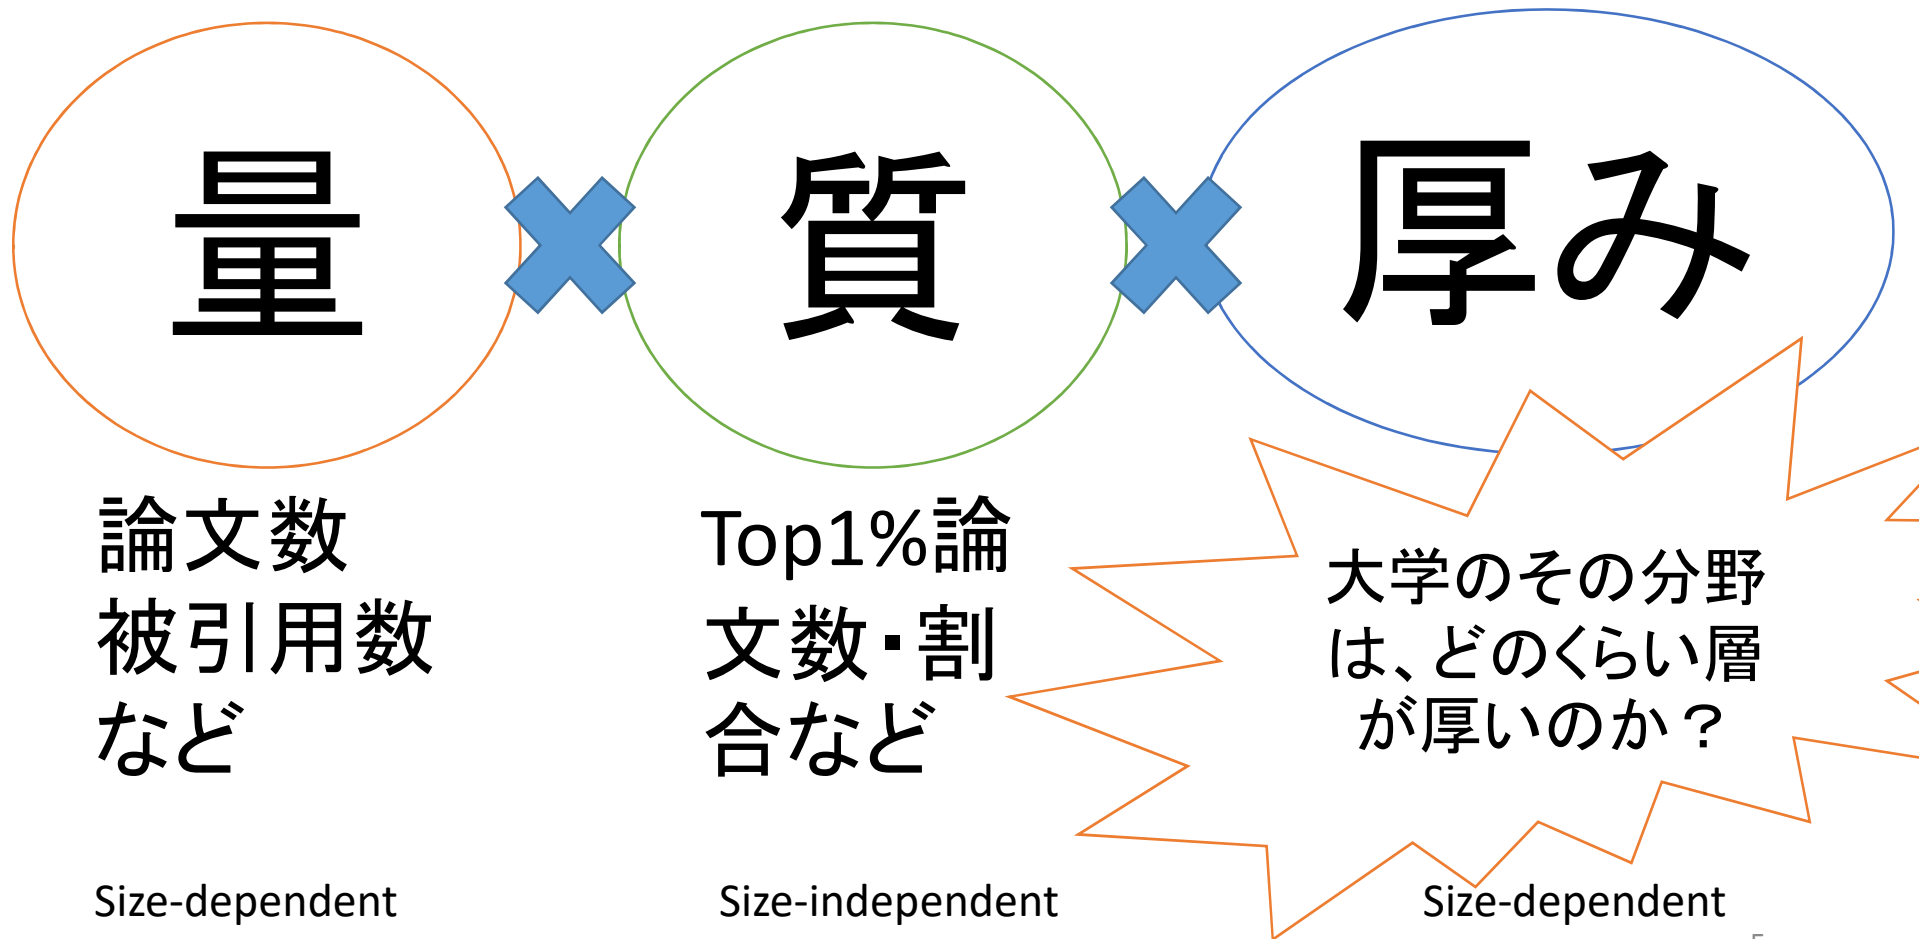 量
質
厚み
論文数
被引用数
など
Top1%論
文数・割
合など
大学のその分野
は、どのくらい層
が厚いのか？
Size-dependent
Size-independent
Size-dependent